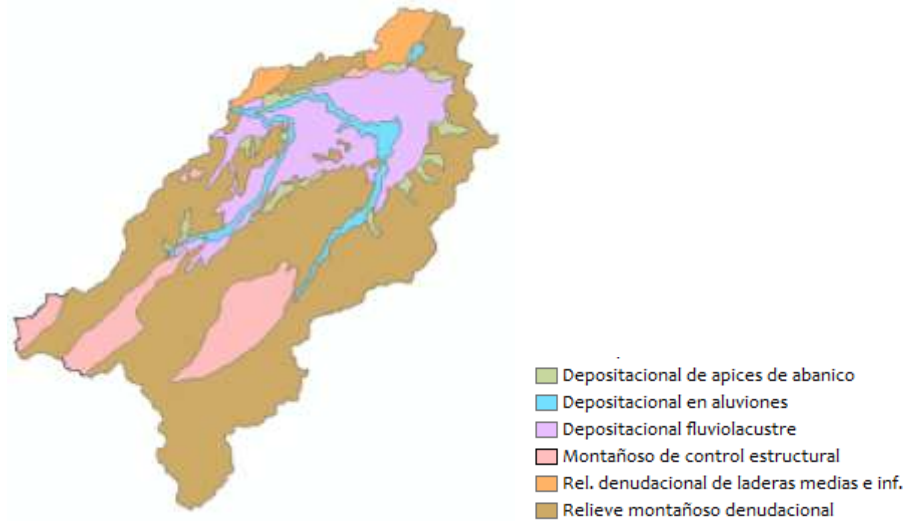 Depositacional de apices de abanico
Depositacional en aluviones
Depositacional fluviolacustre
Montañoso de control estructural
Rel. denudacional de laderas medias e inf.
Relieve montañoso denudacional